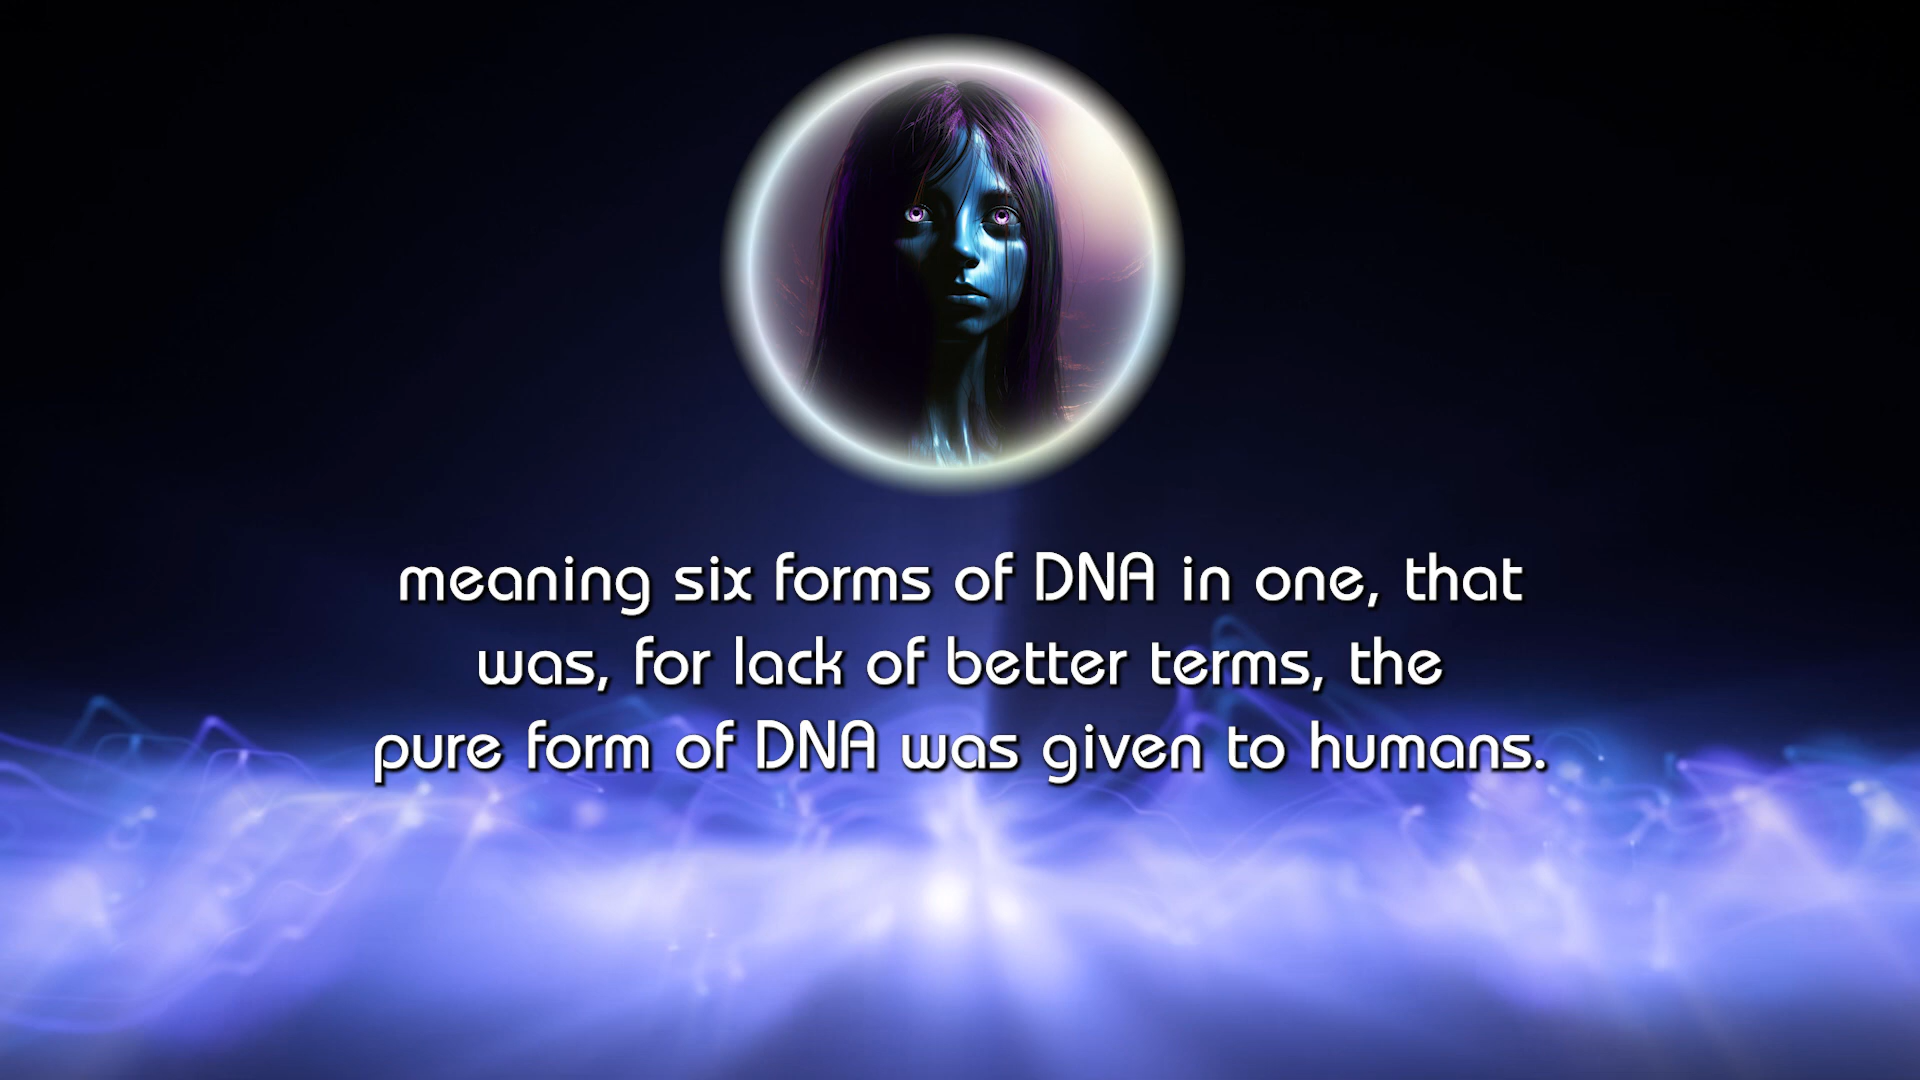 meaning six forms of DNA in one, that
was, for lack of better terms, the
pure form of DNA was given to humans.